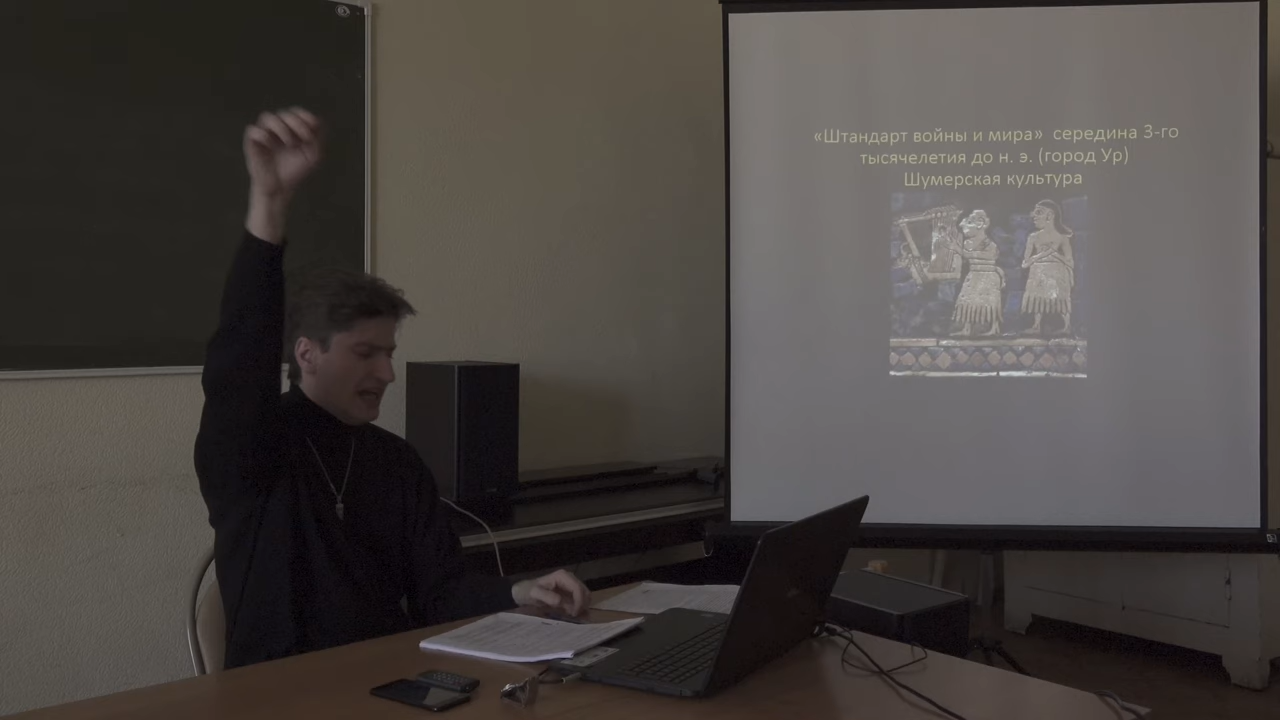 «Штандарт войны и мира» середина 3-го
тысячелетия до н. э. (город Ур)
Шумерская культура